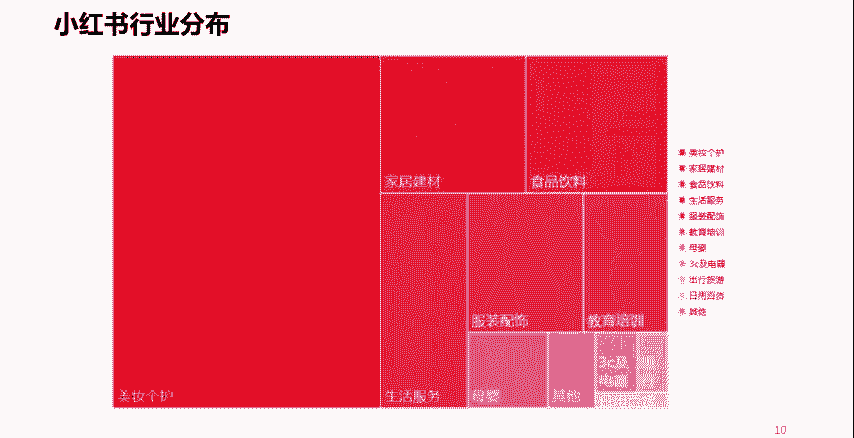 小红书行业分布
家居建材
食品饮料
服装配饰
教育培训
美妆个护
生活服务
母婴
其他
3c及
电器
美妆个护
家居建材
食品饮料
生活服务
服装配饰
教育培训
母婴
3c及电器
出行旅游
日用消费
其他
10